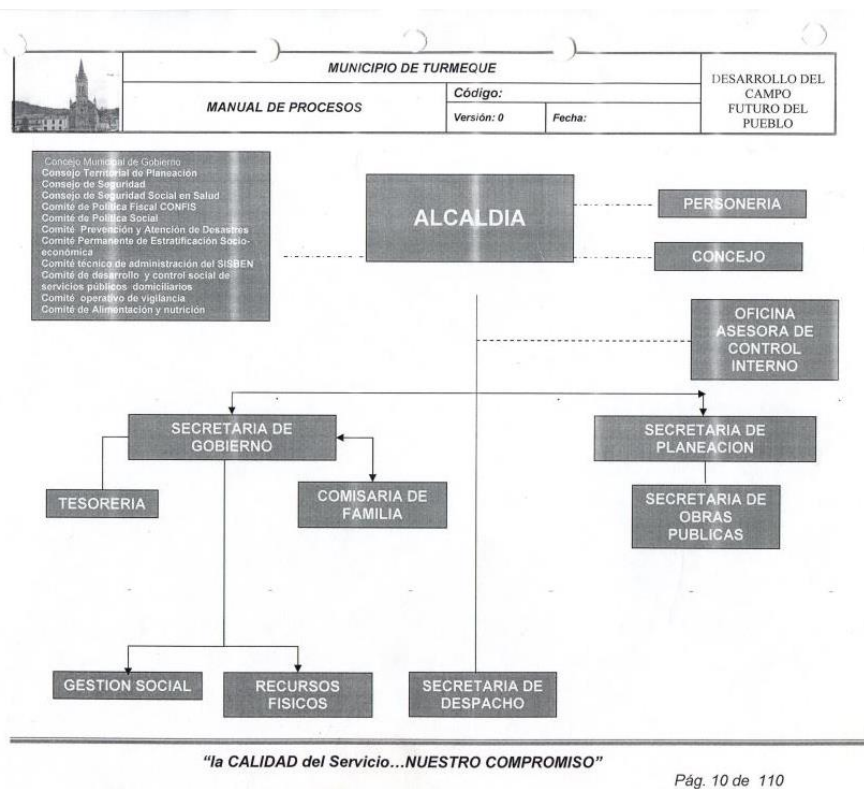 MUNICIPIO DE TURMEQUE
MANUAL DE PROCESOS
Código:
Versión: 0
Fecha:
DESARROLLO DEL
CAMPO
FUTURO DEL
PUEBLO
Concejo Municipal de Gobierno
Consejo Territorial de Planeación
Consejo de Seguridad
Consejo de Seguridad Social en Salud
Comité de Política Fiscal CONFIS
Comité de Política Social
Comité Prevención y Atención de Desastres
Comité Permanente de Estratificación Socio-
económica
Comité técnico de administración del SISBEN
Comité de desarrollo y control social de
servicios públicos domiciliarios
Comité operativo de vigilancia
Comité de Alimentación y nutrición
ALCALDIA
PERSONERIA
CONCEJO
OFICINA
ASESORA DE
CONTROL
INTERNO
SECRETARIA DE
GOBIERNO
SECRETARIA DE
PLANEACION
TESORERIA
COMISARIA DE
FAMILIA
SECRETARIA DE
OBRAS
PUBLICAS
GESTION SOCIAL
RECURSOS
FISICOS
SECRETARIA DE
DESPACHO
“la CALIDAD del Servicio...NUESTRO COMPROMISO”
Pág. 10 de 110